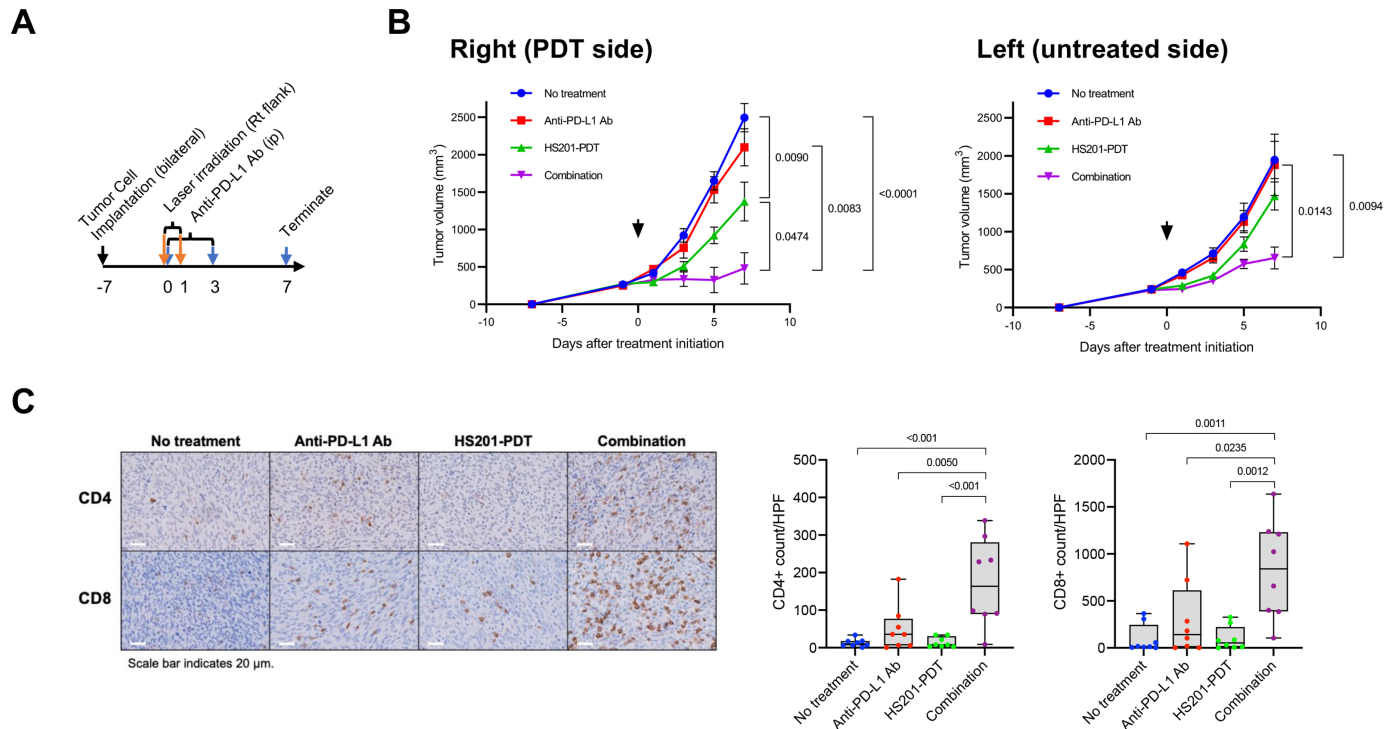 A
Tumor Cell
Implantation (bilateral)
Laser irradiation (Rt flank)
Anti-PD-L1 Ab (ip)
Terminate
-7
0
1
3
7
B
Right (PDT side)
No treatment
Anti-PD-L1 Ab
HS201-PDT
Combination
Tumor volume (mm3)
2500
2000
1500
1000
500
0
-10
-5
0
5
10
Days after treatment initiation
0.0090
0.0474
0.0083
<0.0001
Left (untreated side)
No treatment
Anti-PD-L1 Ab
HS201-PDT
Combination
Tumor volume (mm3)
2500
2000
1500
1000
500
0
-10
-5
0
5
10
Days after treatment initiation
0.0143
0.0094
C
No treatment
Anti-PD-L1 Ab
HS201-PDT
Combination
CD4
CD8
Scale bar indicates 20 μm.
<0.001
0.0050
<0.001
CD4+ count/HPF
500
400
300
200
100
0
No treatment
Anti-PD-L1 Ab
HS201-PDT
Combination
0.0011
0.0235
0.0012
CD8+ count/HPF
2000
1500
1000
500
0
No treatment
Anti-PD-L1 Ab
HS201-PDT
Combination